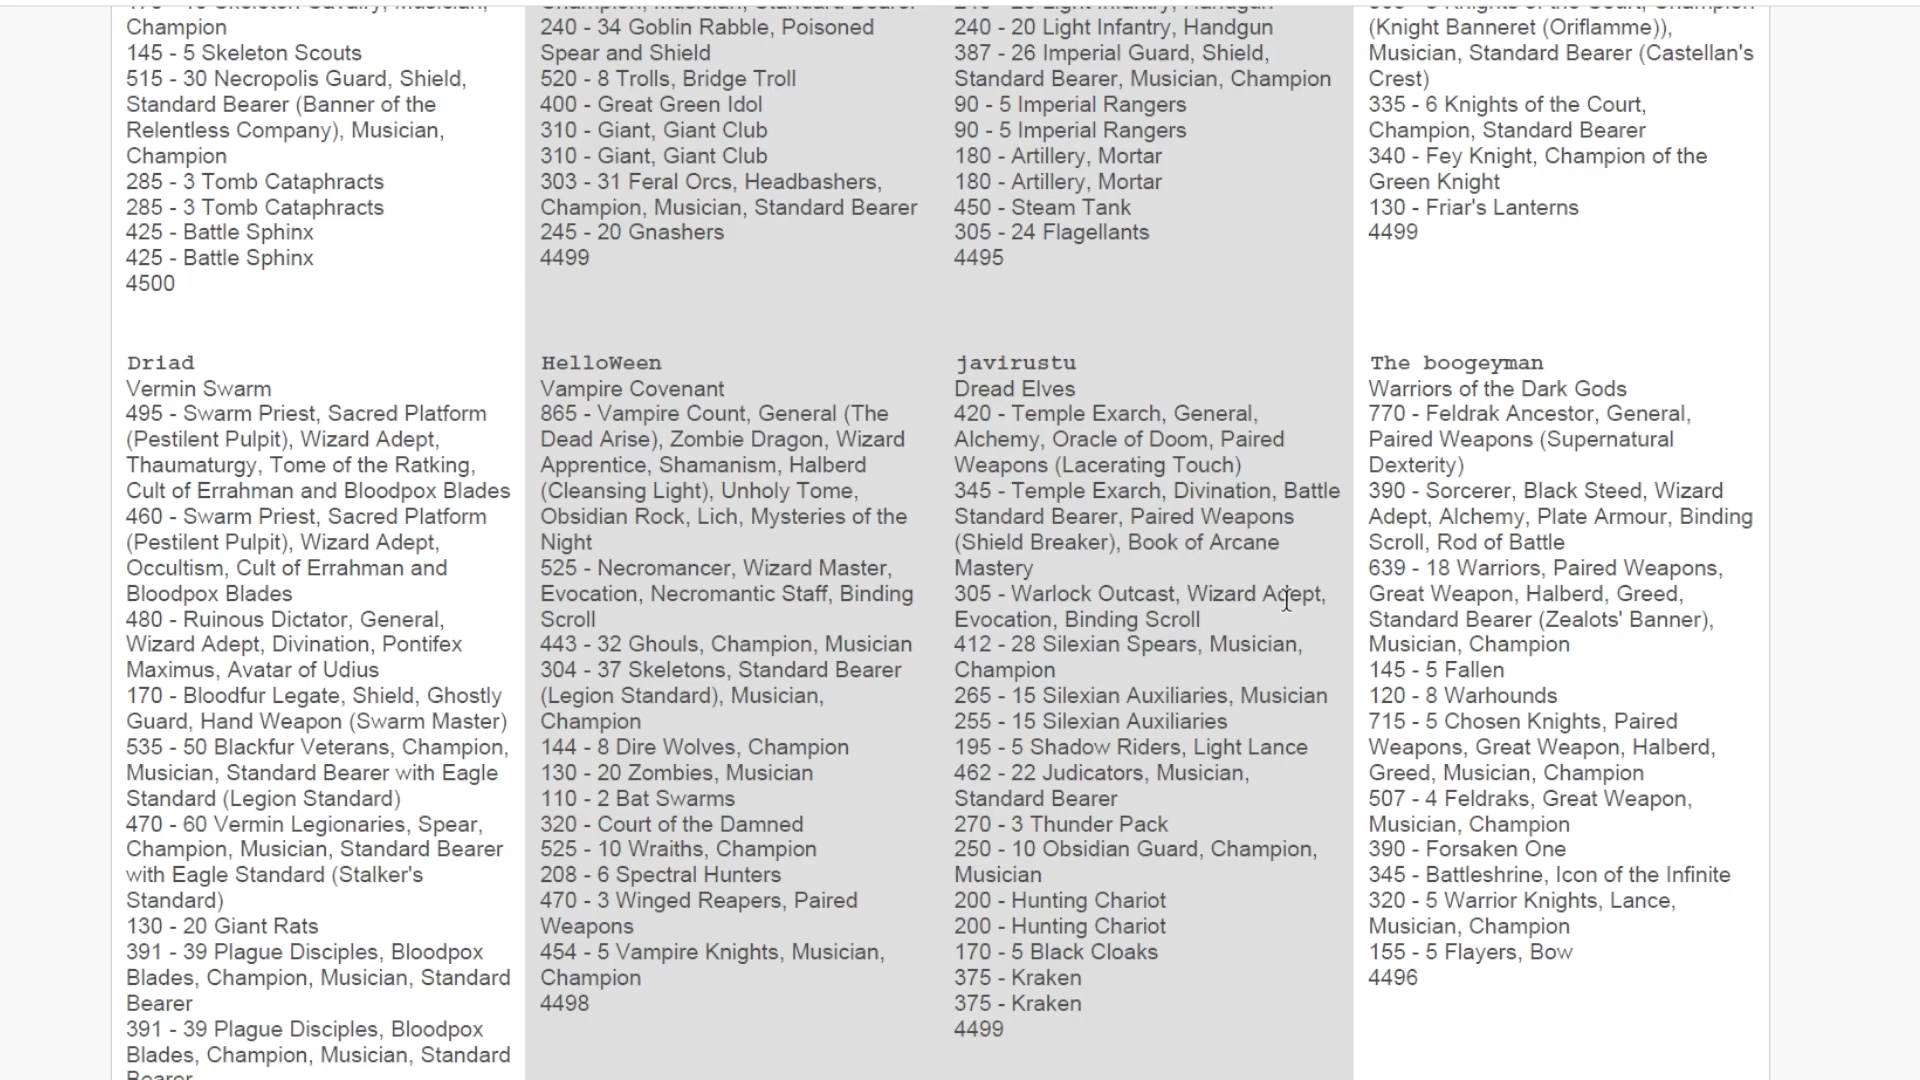 Champion
145 - 5 Skeleton Scouts
515 - 30 Necropolis Guard, Shield,
Standard Bearer (Banner of the
Relentless Company), Musician,
Champion
285 - 3 Tomb Cataphracts
285 - 3 Tomb Cataphracts
425 - Battle Sphinx
425 - Battle Sphinx
4500
240 - 34 Goblin Rabble, Poisoned
Spear and Shield
520 - 8 Trolls, Bridge Troll
400 - Great Green Idol
310 - Giant, Giant Club
310 - Giant, Giant Club
303 - 31 Feral Orcs, Headbashers,
Champion, Musician, Standard Bearer
245 - 20 Gnashers
4499
240 - 20 Light Infantry, Handgun
387 - 26 Imperial Guard, Shield,
Standard Bearer, Musician, Champion
90 - 5 Imperial Rangers
90 - 5 Imperial Rangers
180 - Artillery, Mortar
180 - Artillery, Mortar
450 - Steam Tank
305 - 24 Flagellants
4495
(Knight Banneret (Oriflamme)),
Musician, Standard Bearer (Castellan's
Crest)
335 - 6 Knights of the Court,
Champion, Standard Bearer
340 - Fey Knight, Champion of the
Green Knight
130 - Friar's Lanterns
4499
Driad
Vermin Swarm
495 - Swarm Priest, Sacred Platform
(Pestilent Pulpit), Wizard Adept,
Thaumaturgy, Tome of the Ratking,
Cult of Errahman and Bloodpox Blades
460 - Swarm Priest, Sacred Platform
(Pestilent Pulpit), Wizard Adept,
Occultism, Cult of Errahman and
Bloodpox Blades
480 - Ruinous Dictator, General,
Wizard Adept, Divination, Pontifex
Maximus, Avatar of Udius
170 - Bloodfur Legate, Shield, Ghostly
Guard, Hand Weapon (Swarm Master)
535 - 50 Blackfur Veterans, Champion,
Musician, Standard Bearer with Eagle
Standard (Legion Standard)
470 - 60 Vermin Legionaries, Spear,
Champion, Musician, Standard Bearer
with Eagle Standard (Stalker's
Standard)
130 - 20 Giant Rats
391 - 39 Plague Disciples, Bloodpox
Blades, Champion, Musician, Standard
Bearer
391 - 39 Plague Disciples, Bloodpox
Blades, Champion, Musician, Standard
HelloWeen
Vampire Covenant
865 - Vampire Count, General (The
Dead Arise), Zombie Dragon, Wizard
Apprentice, Shamanism, Halberd
(Cleansing Light), Unholy Tome,
Obsidian Rock, Lich, Mysteries of the
Night
525 - Necromancer, Wizard Master,
Evocation, Necromantic Staff, Binding
Scroll
443 - 32 Ghouls, Champion, Musician
304 - 37 Skeletons, Standard Bearer
(Legion Standard), Musician,
Champion
144 - 8 Dire Wolves, Champion
130 - 20 Zombies, Musician
110 - 2 Bat Swarms
320 - Court of the Damned
525 - 10 Wraiths, Champion
208 - 6 Spectral Hunters
470 - 3 Winged Reapers, Paired
Weapons
454 - 5 Vampire Knights, Musician,
Champion
4498
javirustu
Dread Elves
420 - Temple Exarch, General,
Alchemy, Oracle of Doom, Paired
Weapons (Lacerating Touch)
345 - Temple Exarch, Divination, Battle
Standard Bearer, Paired Weapons
(Shield Breaker), Book of Arcane
Mastery
305 - Warlock Outcast, Wizard Adept,
Evocation, Binding Scroll
412 - 28 Silexian Spears, Musician,
Champion
265 - 15 Silexian Auxiliaries, Musician
255 - 15 Silexian Auxiliaries
195 - 5 Shadow Riders, Light Lance
462 - 22 Judicators, Musician,
Standard Bearer
270 - 3 Thunder Pack
250 - 10 Obsidian Guard, Champion,
Musician
200 - Hunting Chariot
200 - Hunting Chariot
170 - 5 Black Cloaks
375 - Kraken
375 - Kraken
4499
The boogeyman
Warriors of the Dark Gods
770 - Feldrak Ancestor, General,
Paired Weapons (Supernatural
Dexterity)
390 - Sorcerer, Black Steed, Wizard
Adept, Alchemy, Plate Armour, Binding
Scroll, Rod of Battle
639 - 18 Warriors, Paired Weapons,
Great Weapon, Halberd, Greed,
Standard Bearer (Zealots' Banner),
Musician, Champion
145 - 5 Fallen
120 - 8 Warhounds
715 - 5 Chosen Knights, Paired
Weapons, Great Weapon, Halberd,
Greed, Musician, Champion
507 - 4 Feldraks, Great Weapon,
Musician, Champion
390 - Forsaken One
345 - Battleshrine, Icon of the Infinite
320 - 5 Warrior Knights, Lance,
Musician, Champion
155 - 5 Flayers, Bow
4496